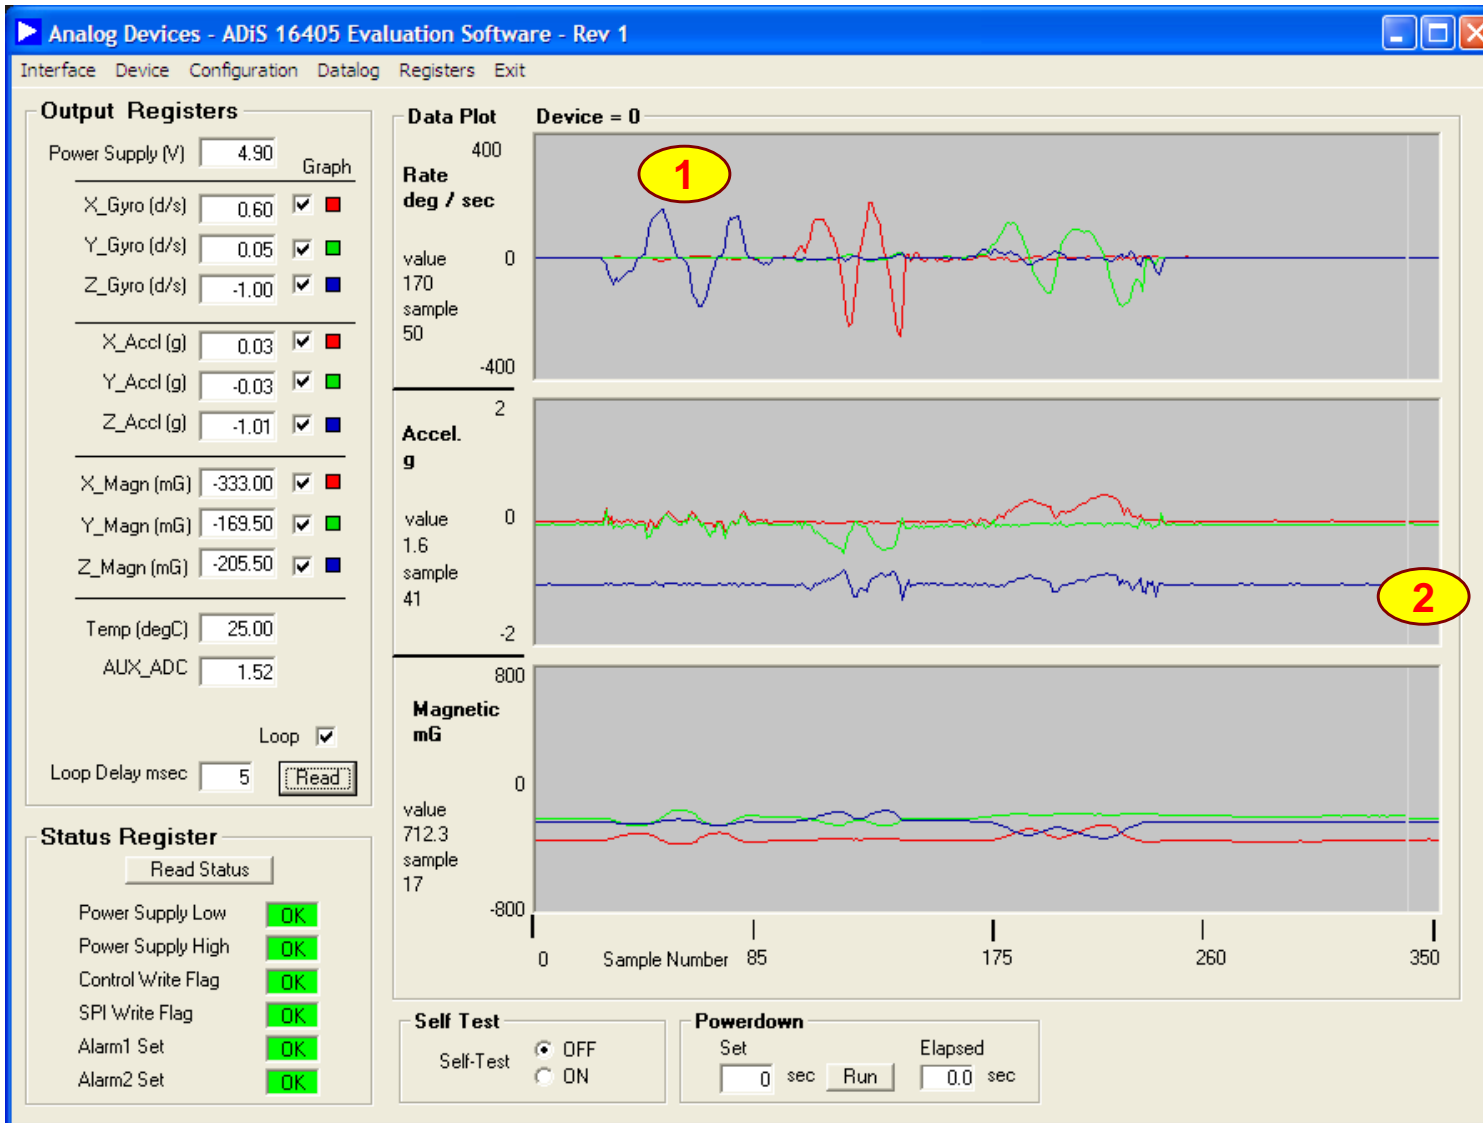 Analog Devices - ADiS 16405 Evaluation Software - Rev 1
Interface Device Configuration Datalog Registers Exit
Output Registers
Power Supply (V) 4.90
Graph
X_Gyro (d/s) 0.60
Y_Gyro (d/s) 0.05
Z_Gyro (d/s) -1.00
X_Accl (g) 0.03
Y_Accl (g) -0.03
Z_Accl (g) -1.01
X_Magn (mG) -333.00
Y_Magn (mG) -169.50
Z_Magn (mG) -205.50
Temp (degC) 25.00
AUX_ADC 1.52
Loop
Loop Delay msec 5 Read
Status Register
Read Status
Power Supply Low OK
Power Supply High OK
Control Write Flag OK
SPI Write Flag OK
Alarm1 Set OK
Alarm2 Set OK
Data Plot Device = 0
400
Rate
deg / sec
1
value 0
170
sample
50
-400
2
Accel.
g
value 0
1.6
sample
41
2
-2
800
Magnetic
mG
0
value
712.3
sample
17
-800
0 Sample Number 85 175 260 350
Self Test
Self-Test OFF
ON
Powerdown
Set Elapsed
0 sec Run 0.0 sec